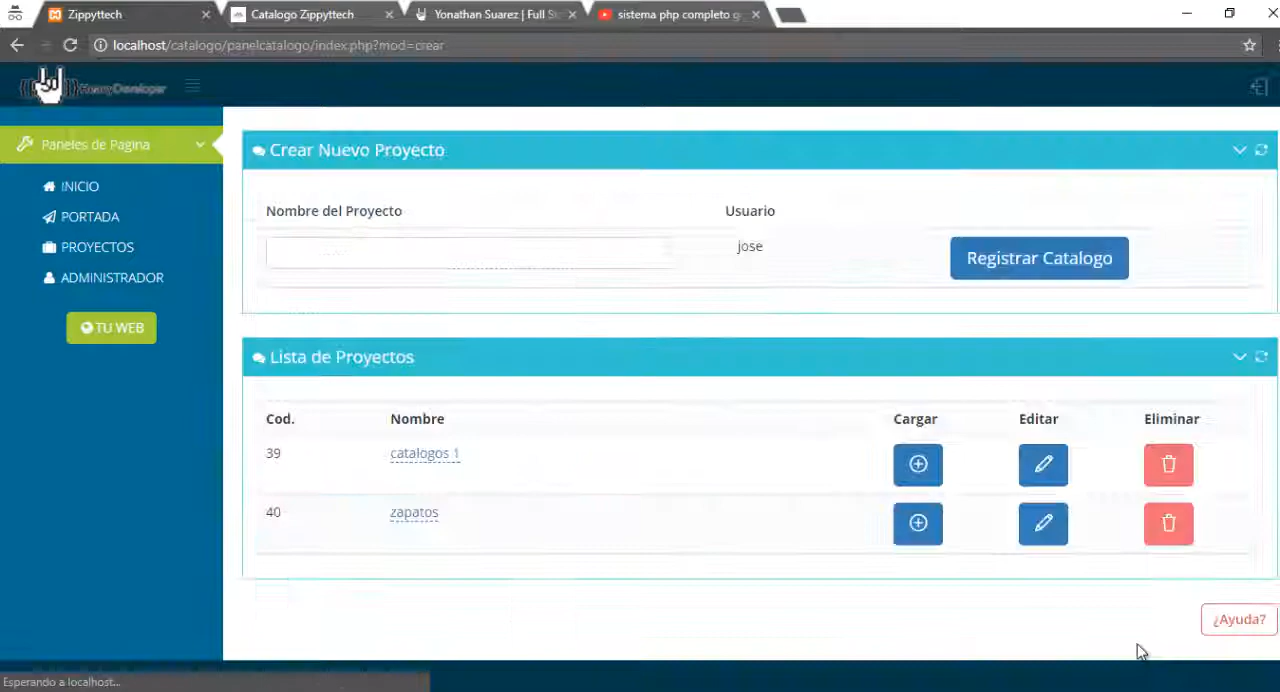 Zippyttech
Catalogo Zippyttech
Yonathan Suarez | Full St
sistema php completo g
localhost/catalogo/panelcatalogo/index.php?mod=crear
HeavyDeveloper
Paneles de Pagina
INICIO
PORTADA
PROYECTOS
ADMINISTRADOR
TU WEB
Crear Nuevo Proyecto
Nombre del Proyecto Usuario
jose
Registrar Catalogo
Lista de Proyectos
Cod. Nombre Cargar Editar Eliminar
39 catalogos 1
40 zapatos
¿Ayuda?
Esperando a localhost...